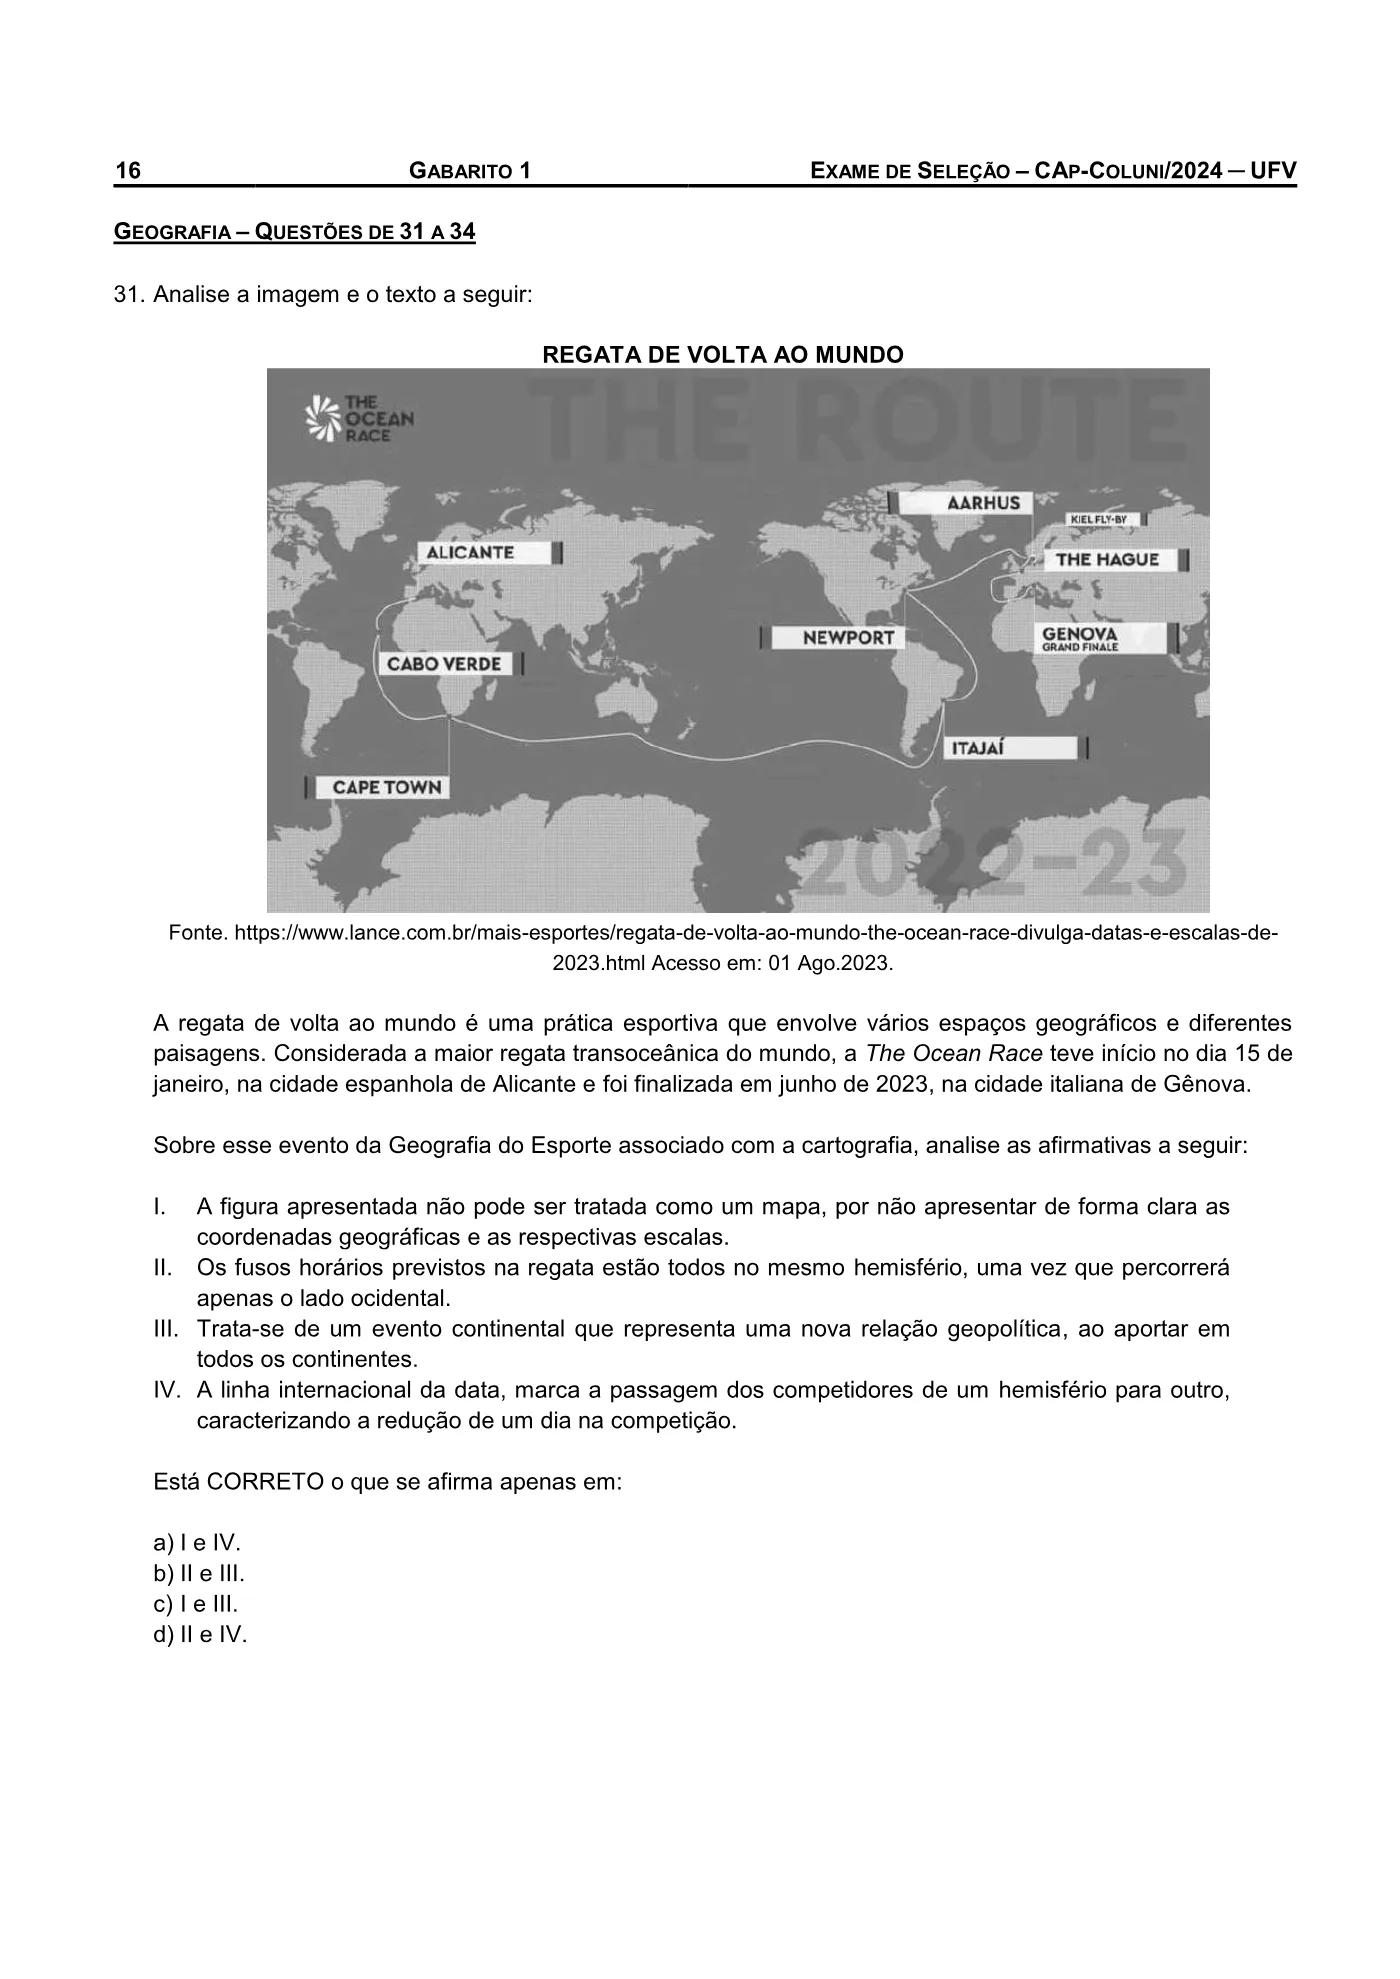 16 GABARITO 1 EXAME DE SELEÇÃO – CAP-COLUNI/2024 — UFV
GEOGRAFIA – QUESTÕES DE 31 A 34
31. Analise a imagem e o texto a seguir:
REGATA DE VOLTA AO MUNDO
THE ROUTE
THE
OCEAN
RACE
AARHUS
KIEL FLY-BY
ALICANTE
THE HAGUE
NEWPORT
GENOVA
GRAND FINALE
CABO VERDE
ITAJAÍ
CAPE TOWN
2022-23
Fonte. https://www.lance.com.br/mais-esportes/regata-de-volta-ao-mundo-the-ocean-race-divulga-datas-e-escalas-de-
2023.html Acesso em: 01 Ago.2023.
A regata de volta ao mundo é uma prática esportiva que envolve vários espaços geográficos e diferentes
paisagens. Considerada a maior regata transoceânica do mundo, a The Ocean Race teve início no dia 15 de
janeiro, na cidade espanhola de Alicante e foi finalizada em junho de 2023, na cidade italiana de Gênova.
Sobre esse evento da Geografia do Esporte associado com a cartografia, analise as afirmativas a seguir:
I. A figura apresentada não pode ser tratada como um mapa, por não apresentar de forma clara as
coordenadas geográficas e as respectivas escalas.
II. Os fusos horários previstos na regata estão todos no mesmo hemisfério, uma vez que percorrerá
apenas o lado ocidental.
III. Trata-se de um evento continental que representa uma nova relação geopolítica, ao aportar em
todos os continentes.
IV. A linha internacional da data, marca a passagem dos competidores de um hemisfério para outro,
caracterizando a redução de um dia na competição.
Está CORRETO o que se afirma apenas em:
a) I e IV.
b) II e III.
c) I e III.
d) II e IV.